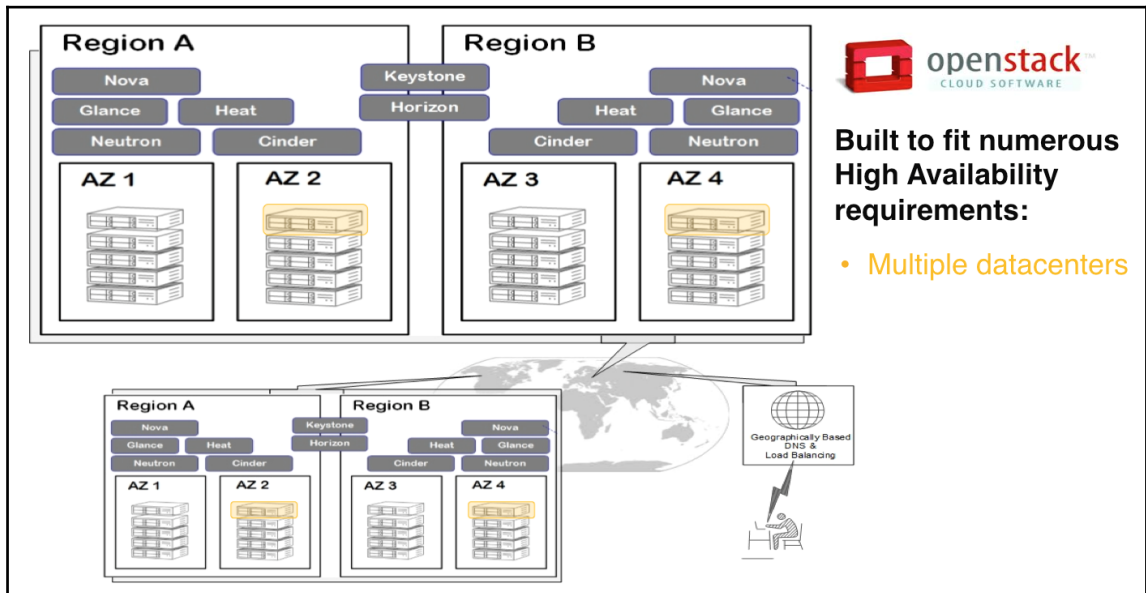 Region A
Nova
Glance
Heat
Neutron
Cinder
AZ 1
AZ 2
Keystone
Horizon
Region B
Nova
Heat
Glance
Cinder
Neutron
AZ 3
AZ 4
openstack™
CLOUD SOFTWARE
Built to fit numerous
High Availability
requirements:
• Multiple datacenters
Region A
Nova
Glance
Heat
Neutron
Cinder
AZ 1
AZ 2
Keystone
Horizon
Region B
Nova
Heat
Glance
Cinder
Neutron
AZ 3
AZ 4
Geographically Based
DNS &
Load Balancing